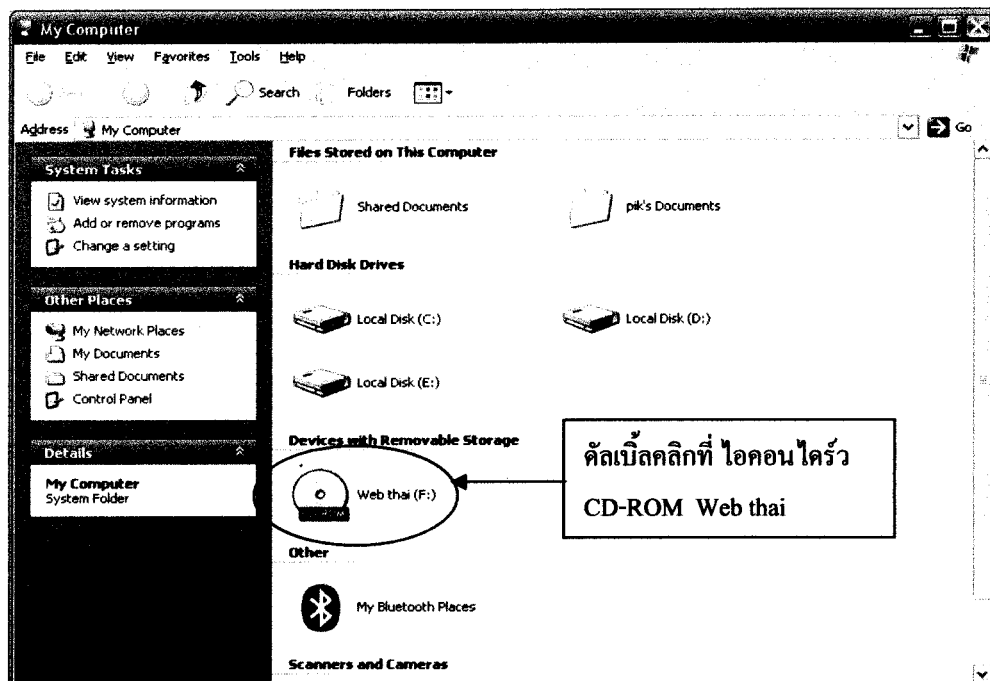 My Computer
File Edit View Favorites Tools Help
Search Folders
Address My Computer Go
System Tasks
View system information
Add or remove programs
Change a setting
Other Places
My Network Places
My Documents
Shared Documents
Control Panel
Details
My Computer
System Folder
Files Stored on This Computer
Shared Documents pik's Documents
Hard Disk Drives
Local Disk (C:) Local Disk (D:)
Local Disk (E:)
Devices with Removable Storage
Web thai (F:)
ดัลเบิ้ลคลิกที่ ไอคอนไดร์ว
CD-ROM Web thai
Other
My Bluetooth Places
Scanners and Cameras